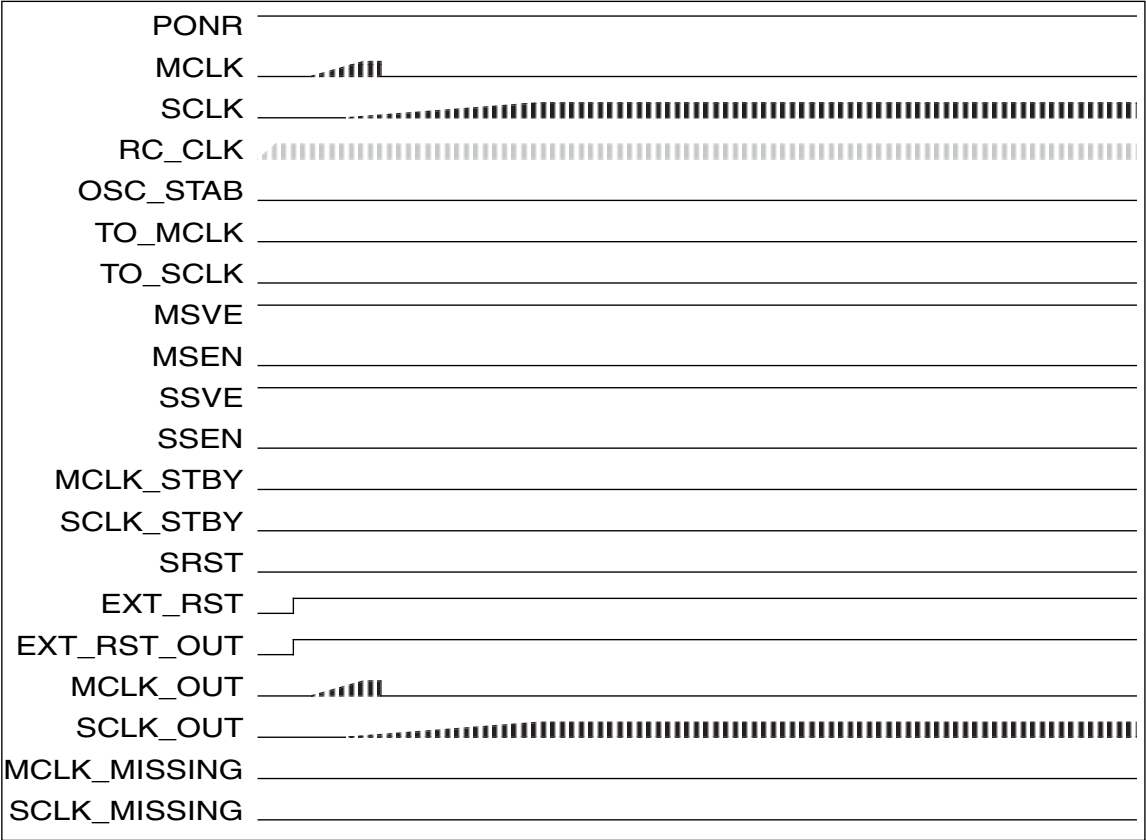 PONR
MCLK
SCLK
RC_CLK
OSC_STAB
TO_MCLK
TO_SCLK
MSVE
MSEN
SSVE
SSEN
MCLK_STBY
SCLK_STBY
SRST
EXT_RST
EXT_RST_OUT
MCLK_OUT
SCLK_OUT
MCLK_MISSING
SCLK_MISSING